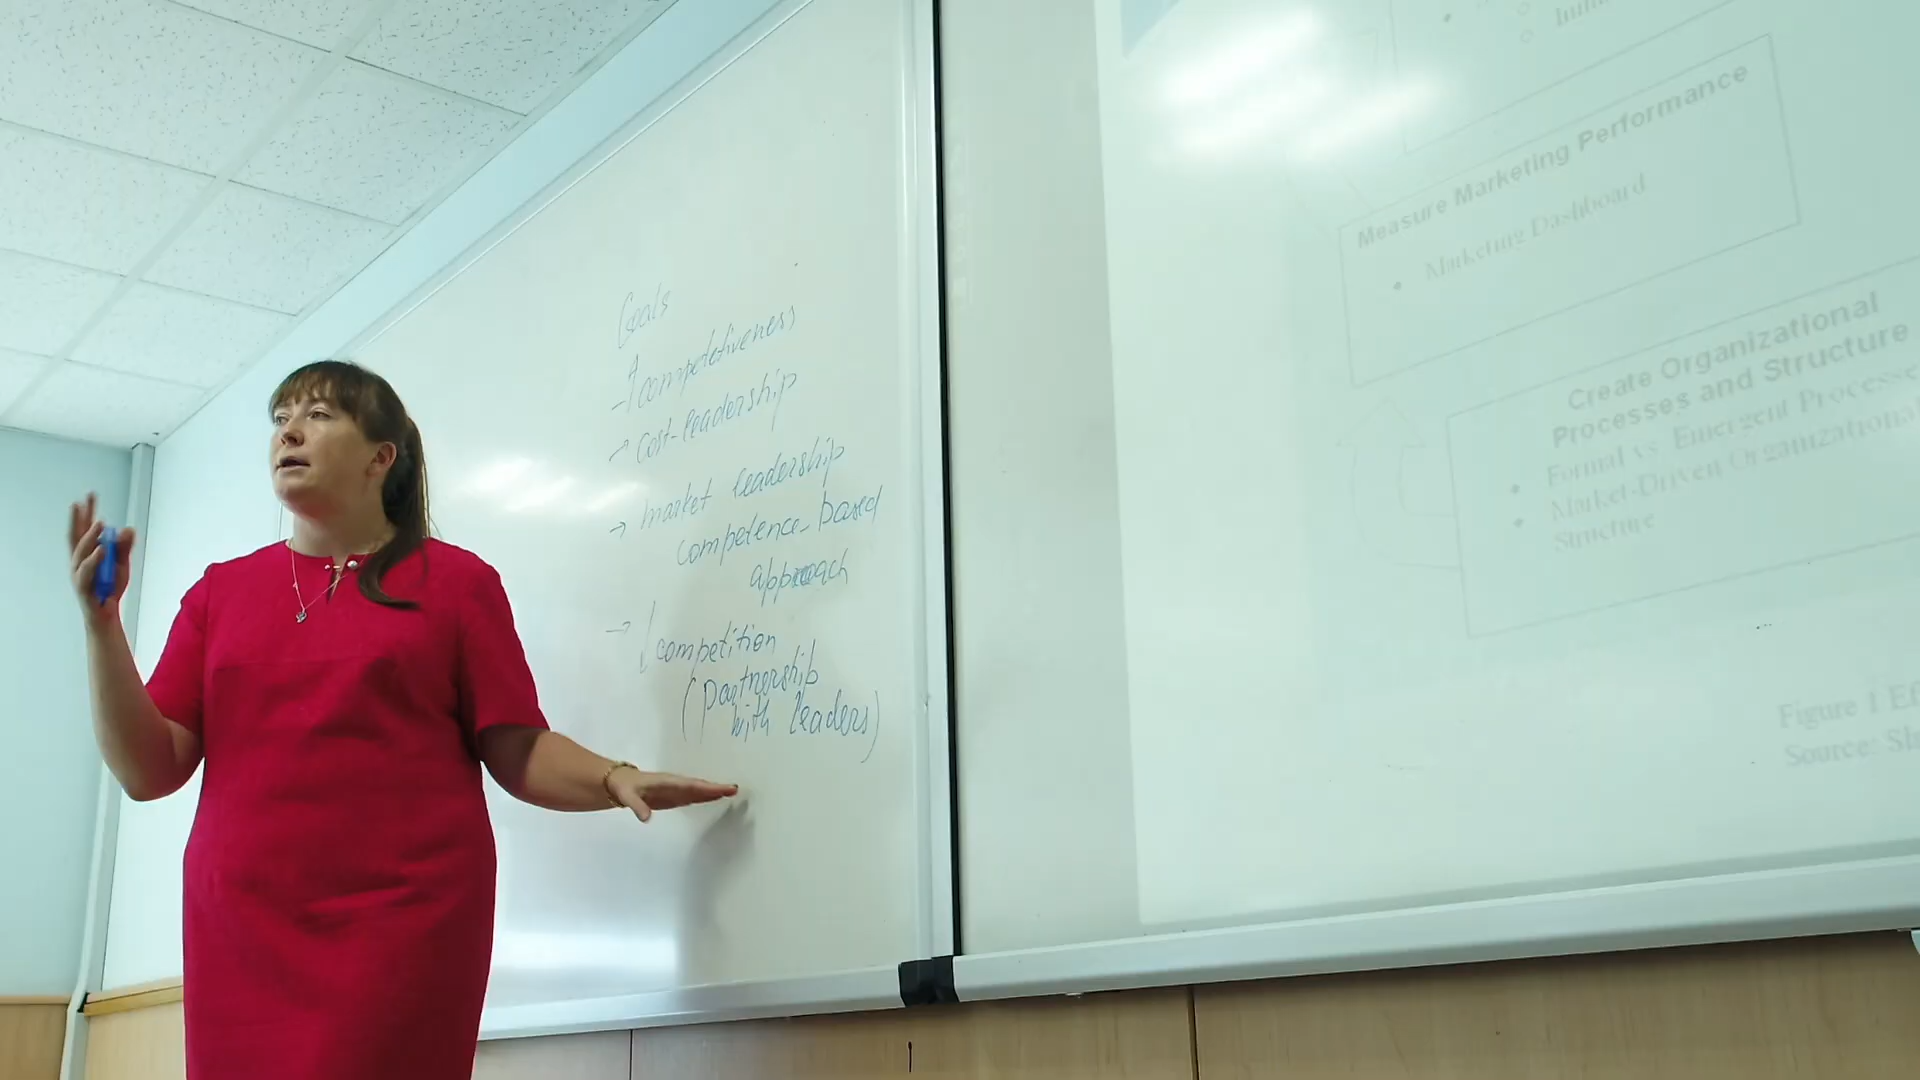 Goals
→ ↑ competetiveness
→ cost-leadership
→ market leadership
competence-based
approach
→ ↓ competition
(partnership
with leaders)
Measure Marketing Performance
• Marketing Dashboard
Create Organizational
Processes and Structure
• Formal vs. Emergent Processes
• Market-Driven Organizational
Structure
Figure 1
Source: